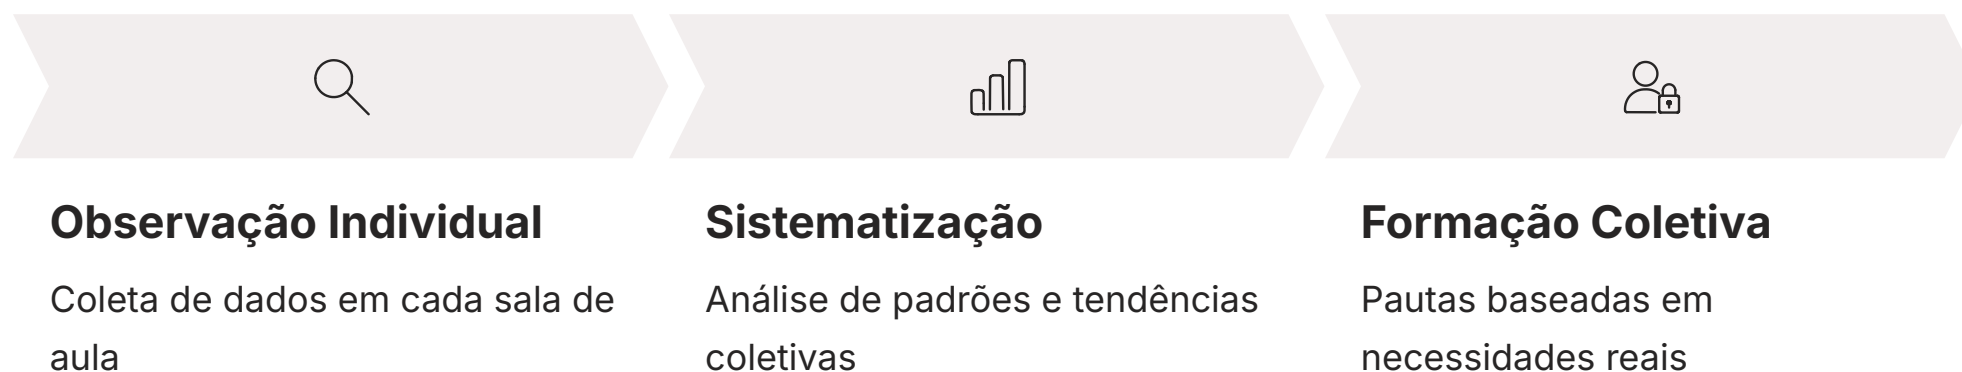 Observação Individual
Coleta de dados em cada sala de
aula
Sistematização
Análise de padrões e tendências
coletivas
Formação Coletiva
Pautas baseadas em
necessidades reais